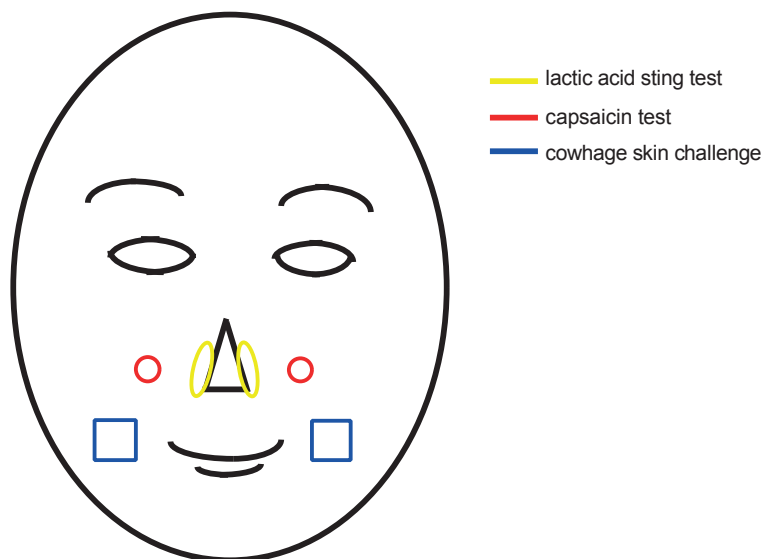 lactic acid sting test
capsaicin test
cowhage skin challenge